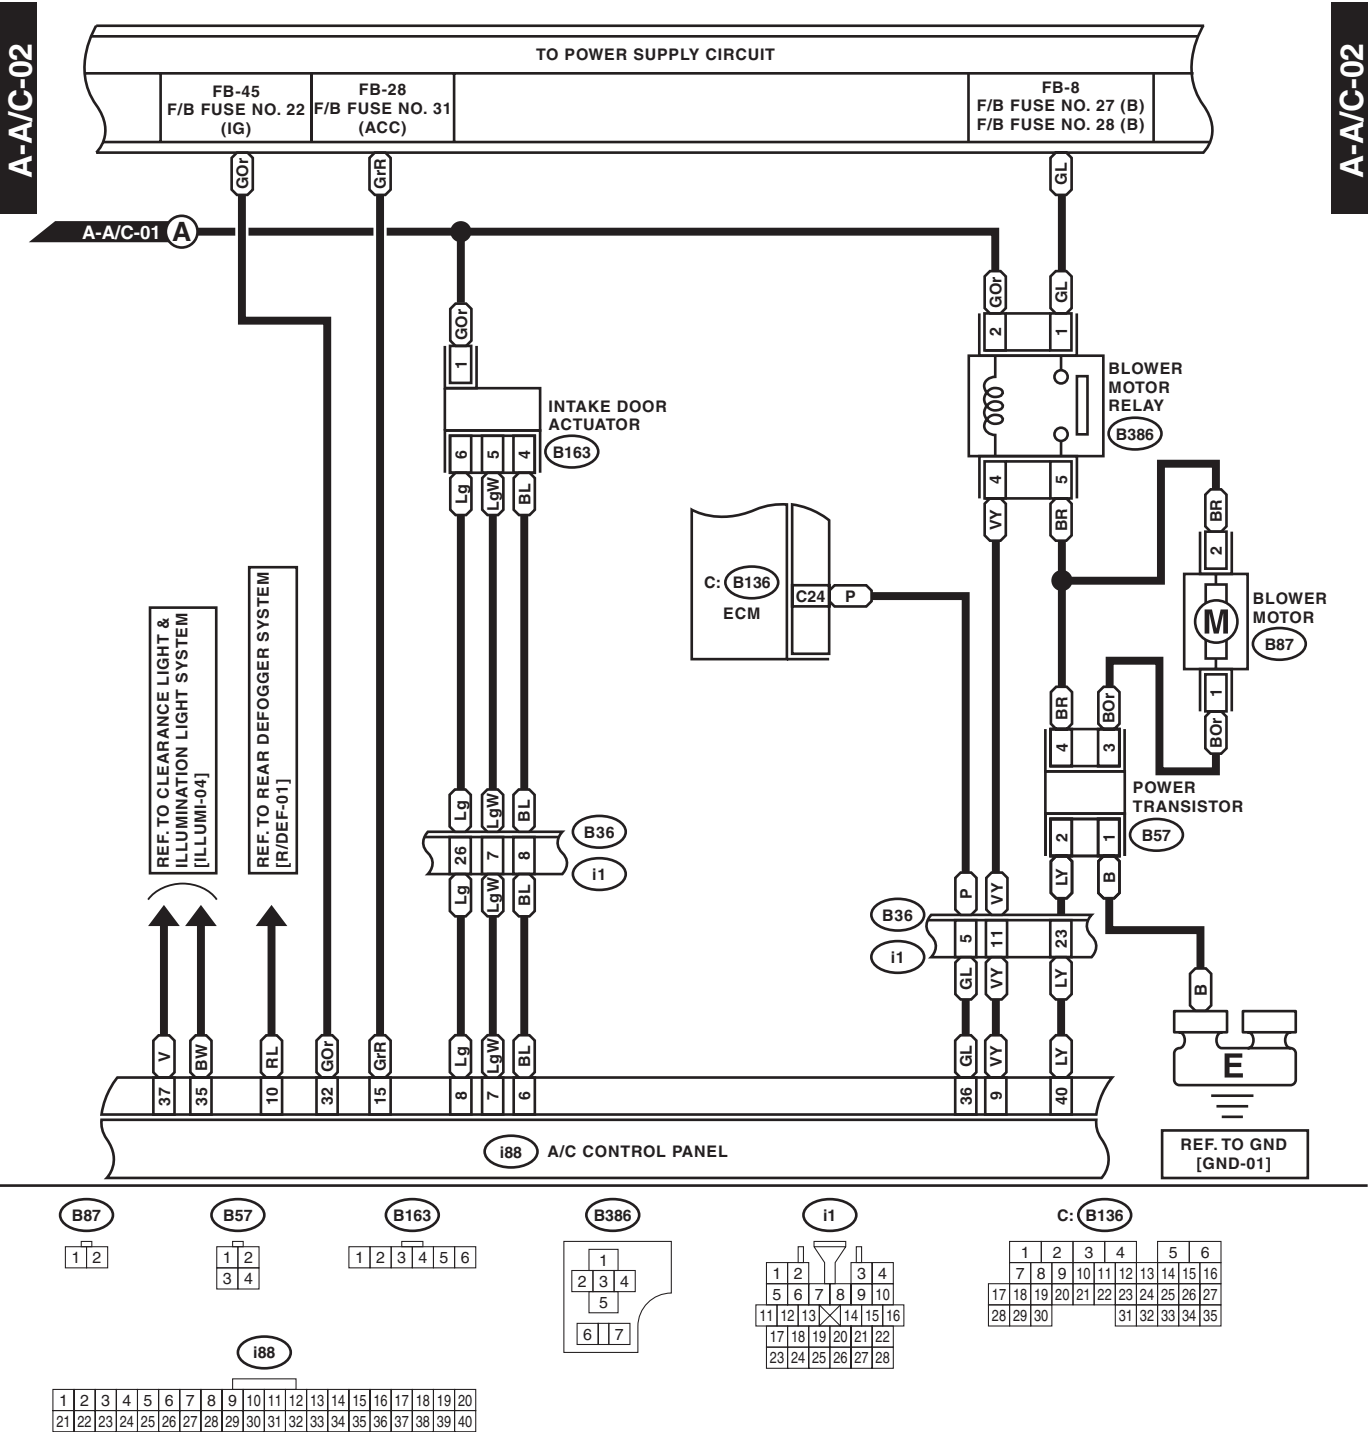 A-A/C-02
A-A/C-02
TO POWER SUPPLY CIRCUIT
FB-45
F/B FUSE NO. 22
(IG)
FB-28
F/B FUSE NO. 31
(ACC)
FB-8
F/B FUSE NO. 27 (B)
F/B FUSE NO. 28 (B)
GOr
GrR
GL
A-A/C-01 A
GOr
GOr
GL
1
2
1
INTAKE DOOR
ACTUATOR
B163
6
5
4
Lg
LgW
BL
BLOWER
MOTOR
RELAY
B386
4
5
VY
BR
BR
2
M
BLOWER
MOTOR
B87
1
BOr
C: B136
ECM
C24
P
REF. TO CLEARANCE LIGHT &
ILLUMINATION LIGHT SYSTEM
[ILLUMI-04]
REF. TO REAR DEFOGGER SYSTEM
[R/DEF-01]
BR
BOr
4
3
POWER
TRANSISTOR
B57
2
1
LY
B
Lg
LgW
BL
B36
26
7
8
i1
Lg
LgW
BL
P
VY
B36
5
11
23
i1
GL
VY
LY
B
E
REF. TO GND
[GND-01]
V
BW
RL
GOr
GrR
Lg
LgW
BL
GL
VY
LY
37
35
10
32
15
8
7
6
36
9
40
i88 A/C CONTROL PANEL
B87
1 2
B57
1 2
3 4
B163
1 2 3 4 5 6
B386
1
2 3 4
5
6 7
i1
1 2 3 4
5 6 7 8 9 10
11 12 13 14 15 16
17 18 19 20 21 22
23 24 25 26 27 28
C: B136
1 2 3 4 5 6
7 8 9 10 11 12 13 14 15 16
17 18 19 20 21 22 23 24 25 26 27
28 29 30 31 32 33 34 35
i88
1 2 3 4 5 6 7 8 9 10 11 12 13 14 15 16 17 18 19 20
21 22 23 24 25 26 27 28 29 30 31 32 33 34 35 36 37 38 39 40